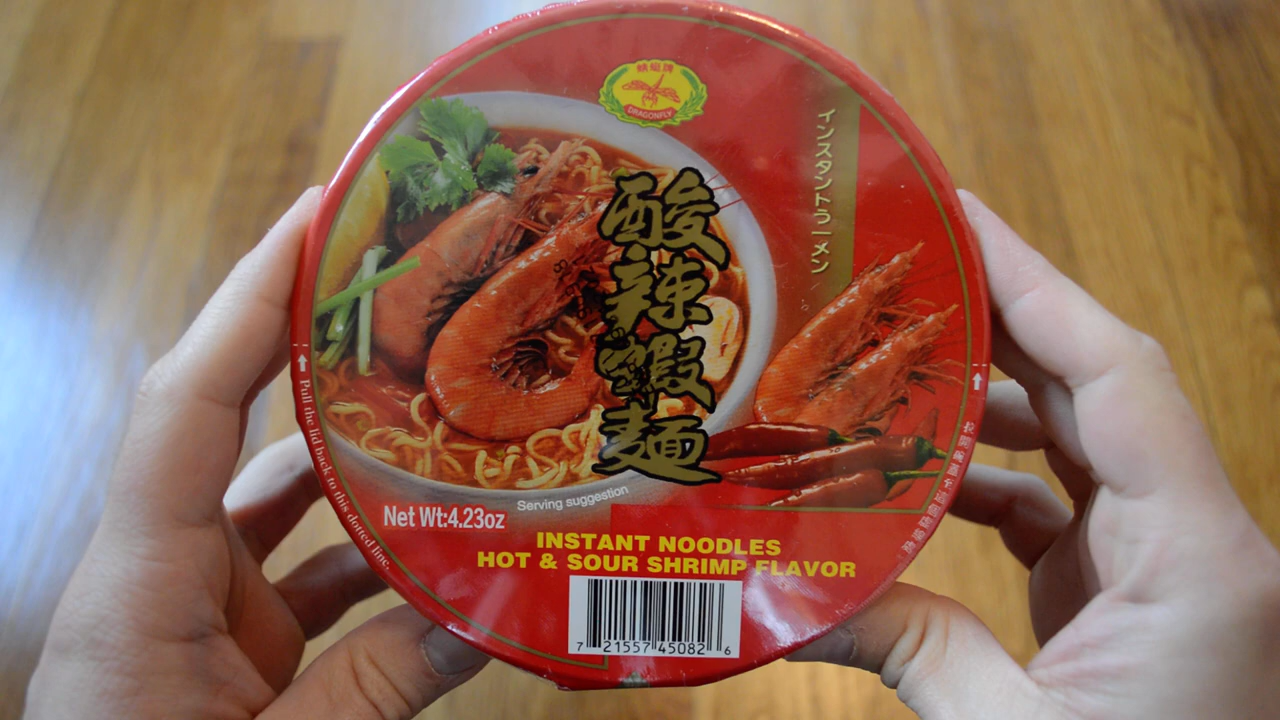 蜻蜓牌
DRAGONFLY
インスタントラーメン
酸辣蝦麵
Serving suggestion
Net Wt:4.23oz
INSTANT NOODLES
HOT & SOUR SHRIMP FLAVOR
7 21557 45082 6
Pull the lid back to this dotted line.